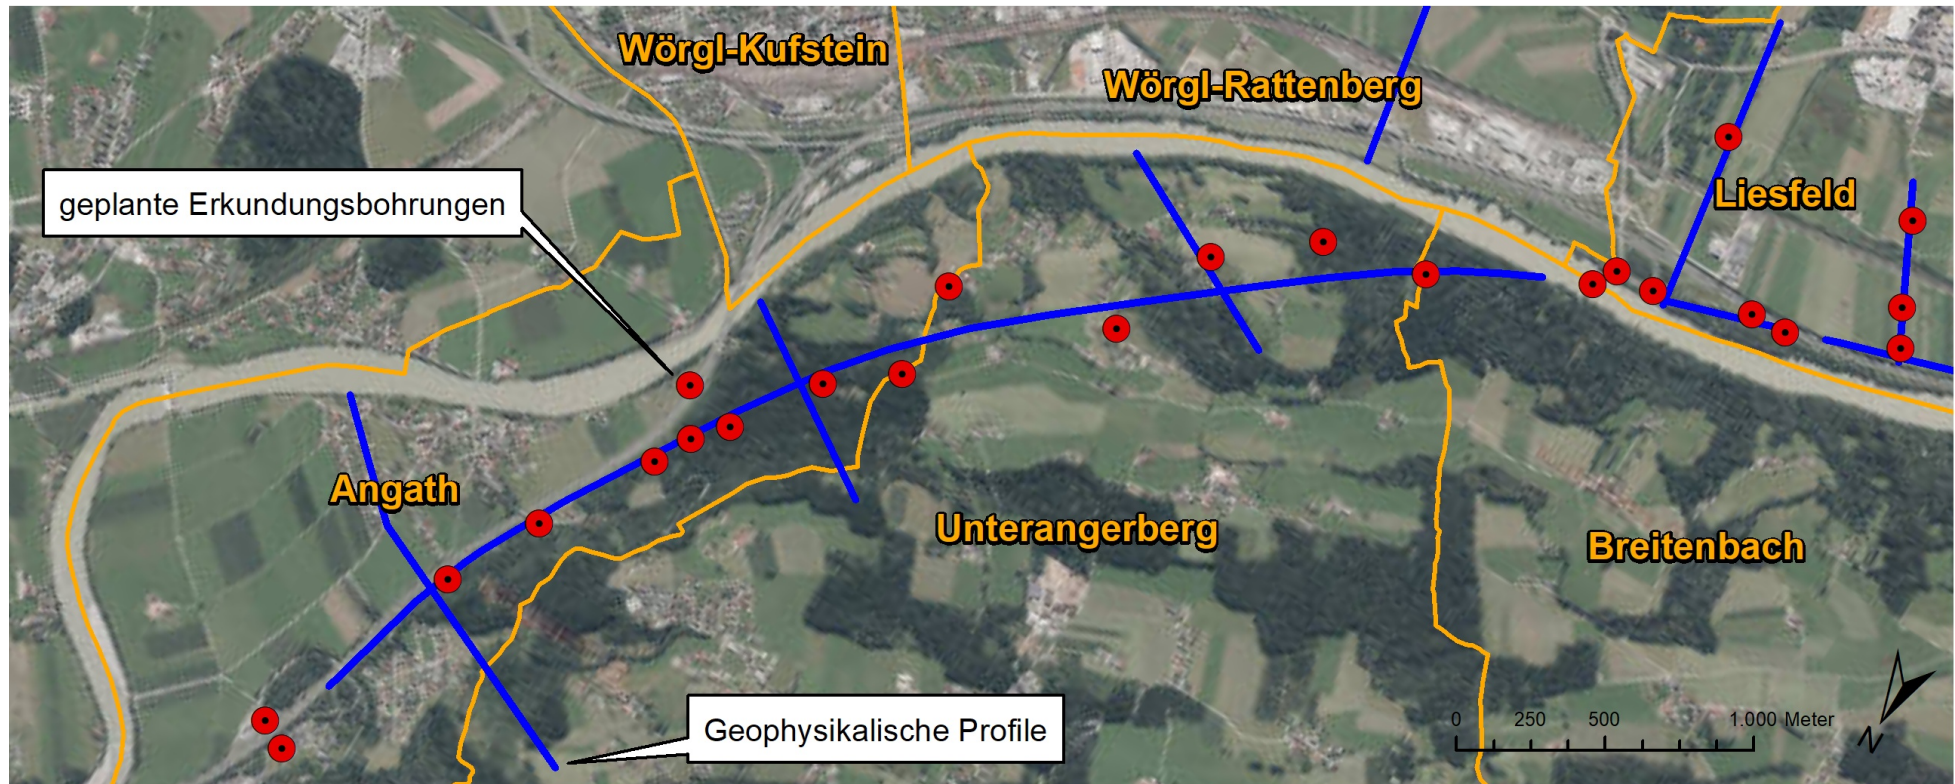 Wörgl-Kufstein
Wörgl-Rattenberg
geplante Erkundungsbohrungen
Liesfeld
Angath
Unterangerberg
Breitenbach
Geophysikalische Profile
0 250 500 1.000 Meter
N